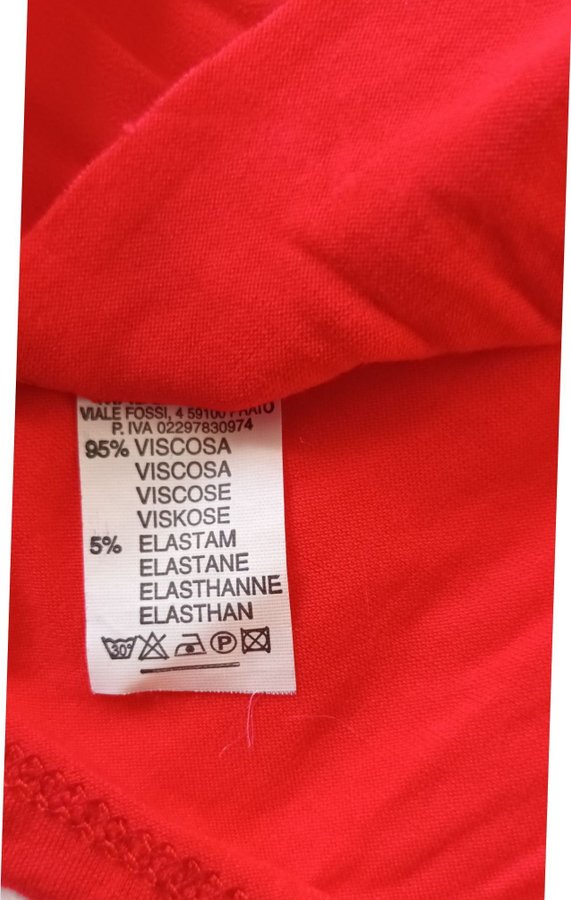 VIALE FOSSI, 4 59100 PRATO
P. IVA 02297830974
95% VISCOSA
VISCOSA
VISCOSE
VISKOSE
5% ELASTAM
ELASTANE
ELASTHANNE
ELASTHAN
30° P